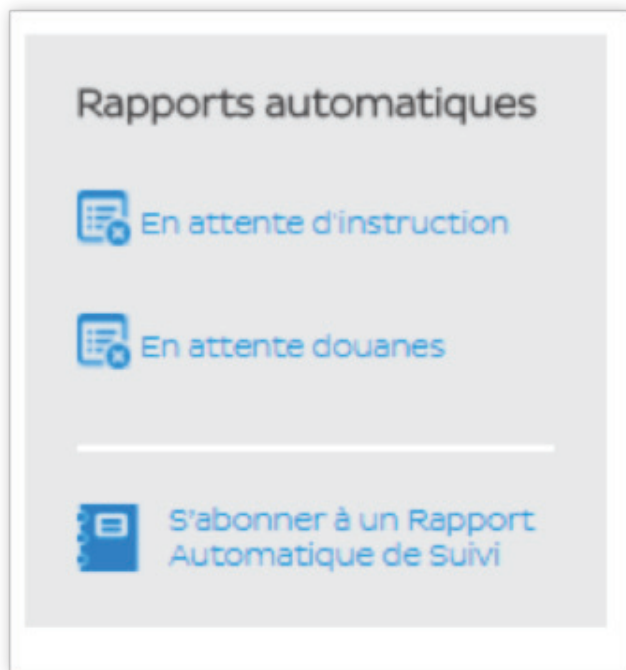 Rapports automatiques
En attente d'instruction
En attente douanes
S'abonner à un Rapport
Automatique de Suivi